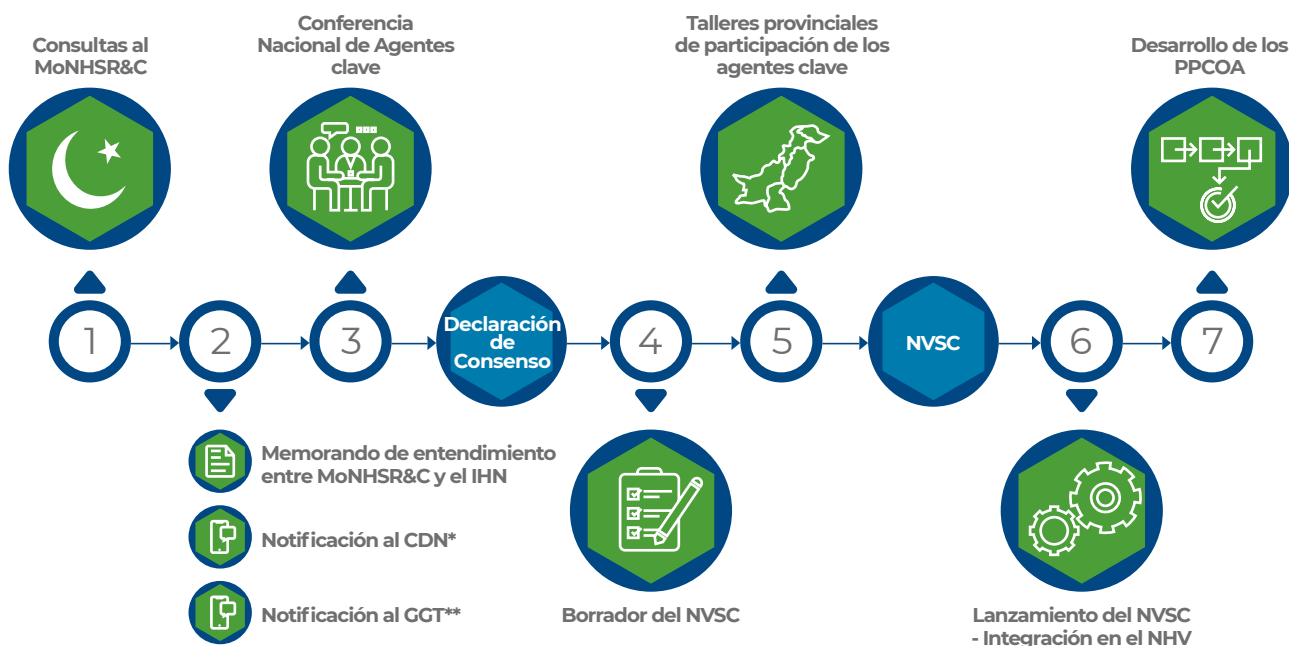 Consultas al
MoNHSR&C
Conferencia
Nacional de Agentes
clave
Talleres provinciales
de participación de los
agentes clave
Desarrollo de los
PPCOA
1
2
3
Declaración
de
Consenso
4
5
NVSC
6
7
Memorando de entendimiento
entre MoNHSR&C y el IHN
Notificación al CDN*
Notificación al GGT**
Borrador del NVSC
Lanzamiento del NVSC
- Integración en el NHV